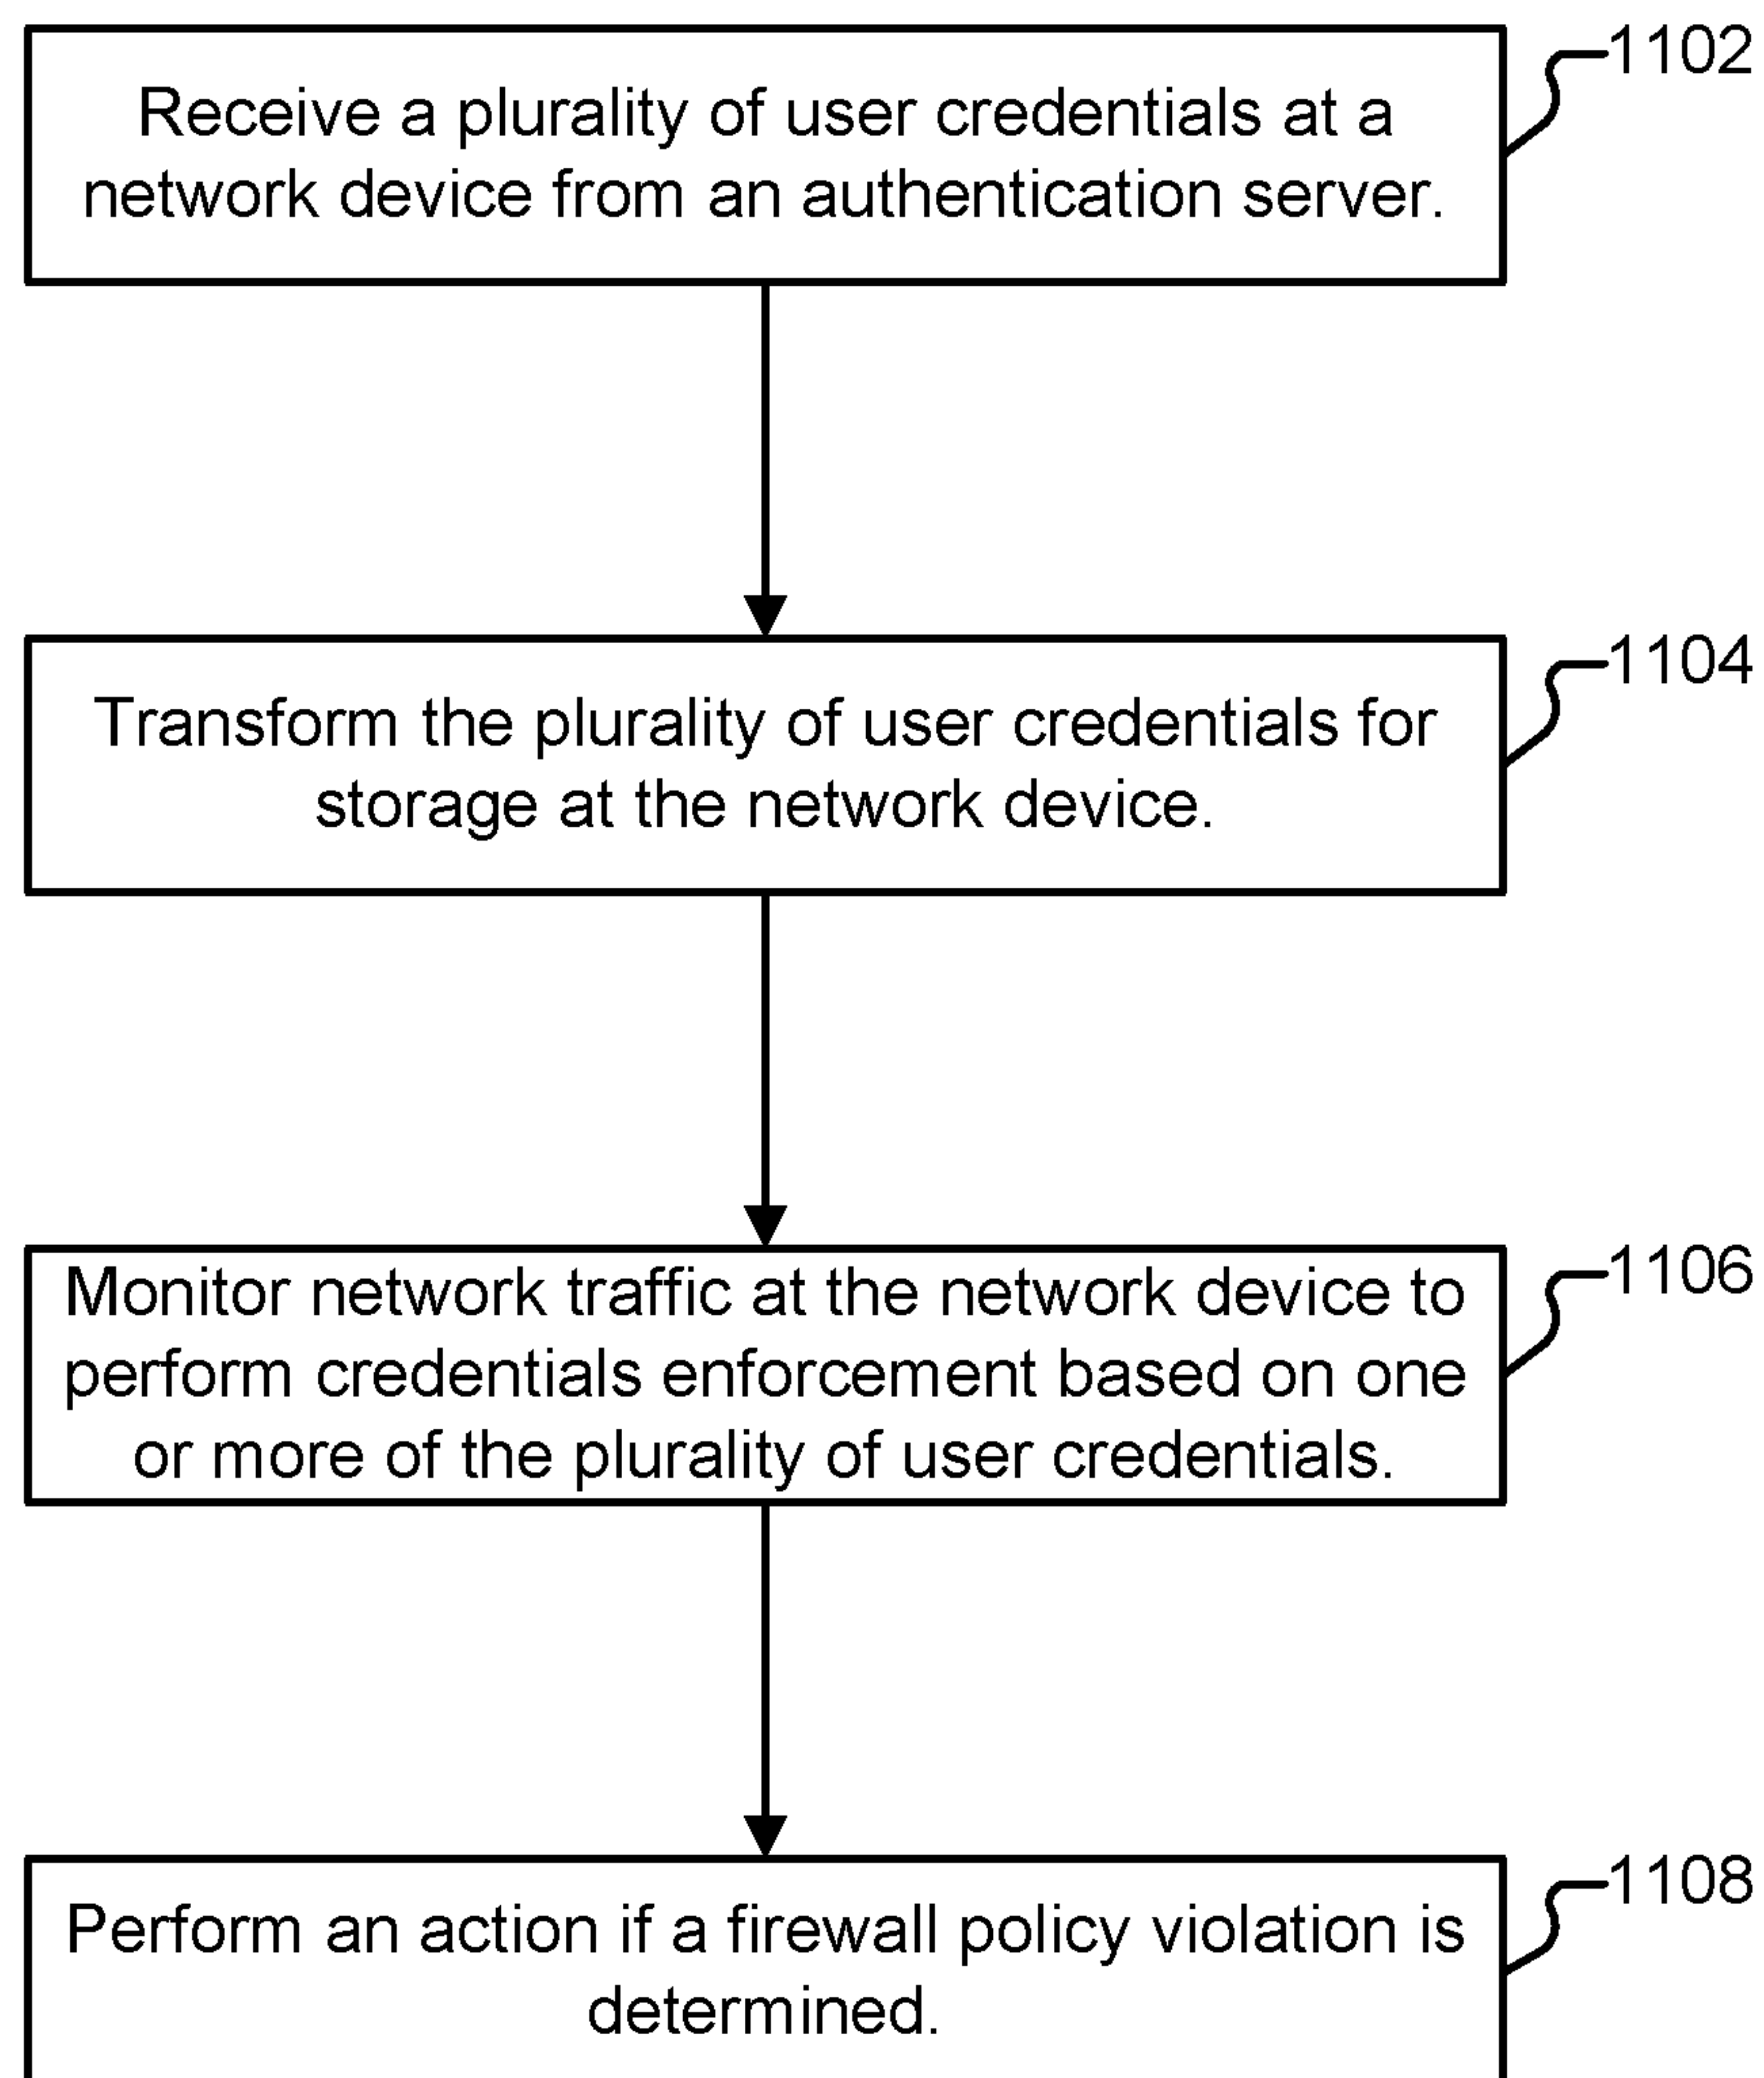 Receive a plurality of user credentials at a
network device from an authentication server.
1102
Transform the plurality of user credentials for
storage at the network device.
1104
Monitor network traffic at the network device to
perform credentials enforcement based on one
or more of the plurality of user credentials.
1106
Perform an action if a firewall policy violation is
determined.
1108